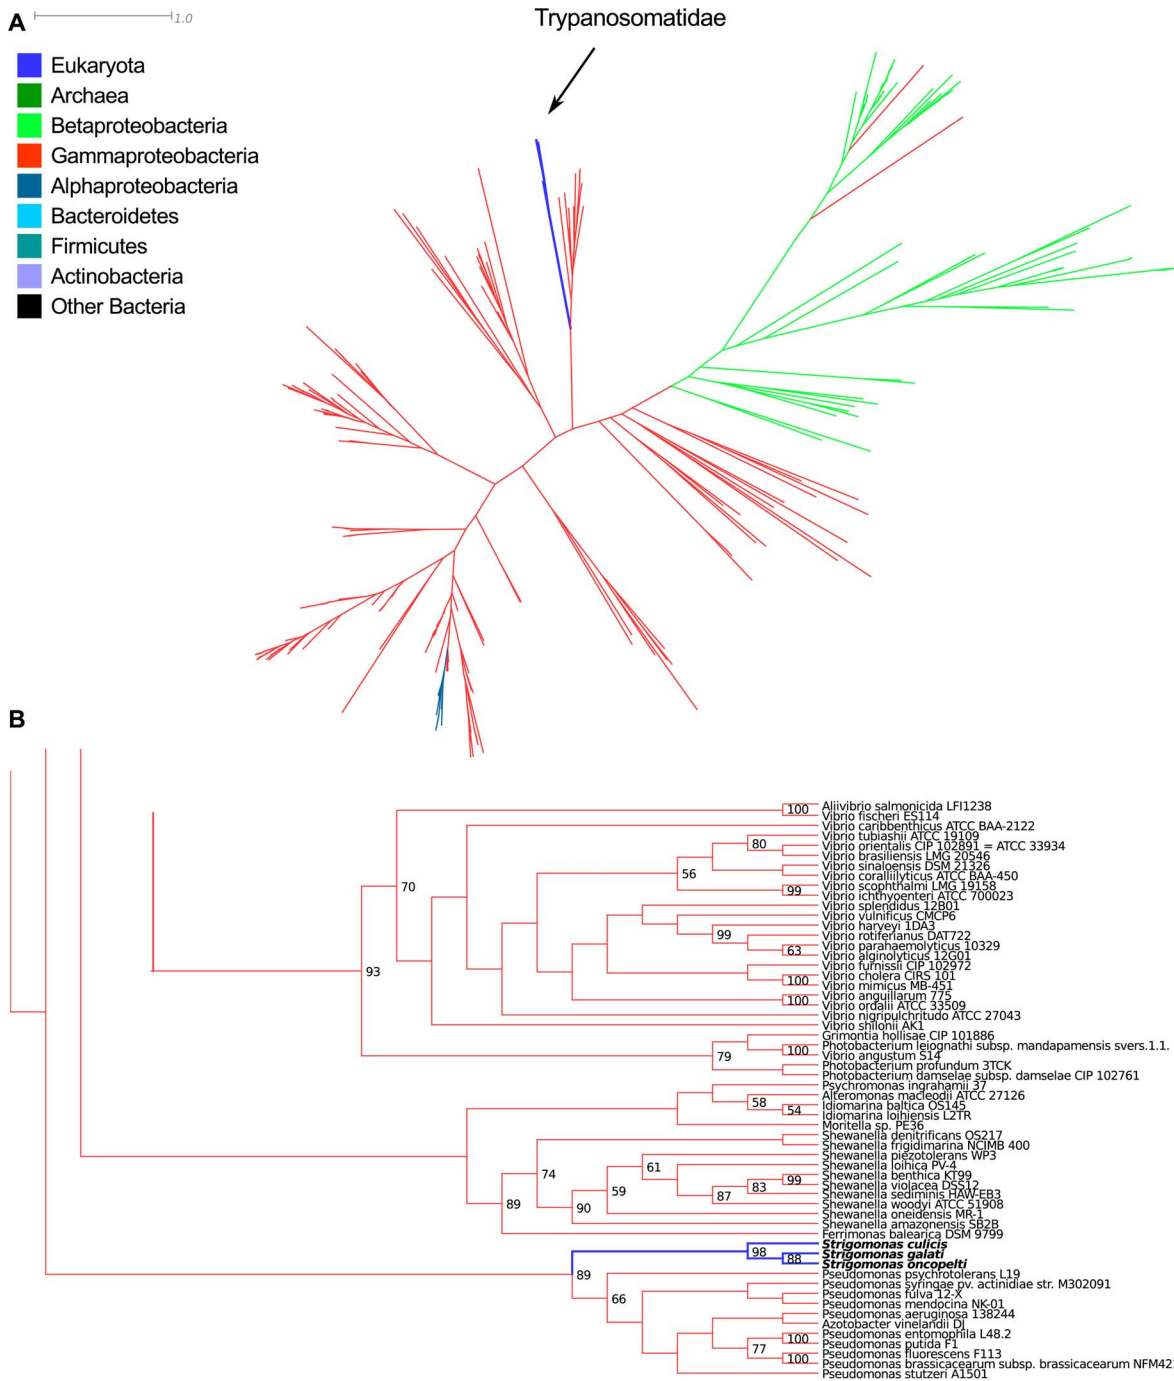 A
1.0
Trypanosomatidae
Eukaryota
Archaea
Betaproteobacteria
Gammaproteobacteria
Alphaproteobacteria
Bacteroidetes
Firmicutes
Actinobacteria
Other Bacteria
B
Aliivibrio salmonicida LFI1238
100
Vibrio fischeri ES114
Vibrio caribbenthicus ATCC BAA-2122
Vibrio tubiashii ATCC 19109
80
Vibrio orientalis CIP 102891 = ATCC 33934
Vibrio brasiliensis LMG 20546
Vibrio sinaloensis DSM 21326
56
Vibrio coralliilyticus ATCC BAA-450
70
Vibrio scophthalmi LMG 19158
99
Vibrio ichthyoenteri ATCC 700023
Vibrio splendidus 12B01
Vibrio vulnificus CMCP6
Vibrio harveyi 1DA3
99
Vibrio rotiferianus DAT722
Vibrio parahaemolyticus 10329
63
Vibrio alginolyticus 12G01
Vibrio furnissii CIP 102972
93
Vibrio cholera CIRS 101
100
Vibrio mimicus MB-451
Vibrio anguillarum 775
100
Vibrio ordalii ATCC 33509
Vibrio nigripulchritudo ATCC 27043
Vibrio shilonii AK1
Grimontia hollisae CIP 101886
Photobacterium leiognathi subsp. mandapamensis svers.1.1.
100
79
Vibrio angustum S14
Photobacterium profundum 3TCK
Photobacterium damselae subsp. damselae CIP 102761
Psychromonas ingrahamii 37
Alteromonas macleodii ATCC 27126
58
Idiomarina baltica OS145
54
Idiomarina loihiensis L2TR
Moritella sp. PE36
Shewanella denitrificans OS217
Shewanella frigidimarina NCIMB 400
Shewanella piezotolerans WP3
61
Shewanella loihica PV-4
74
Shewanella benthica KT99
99
Shewanella violacea DSS12
83
59
Shewanella sediminis HAW-EB3
87
89
Shewanella woodyi ATCC 51908
90
Shewanella oneidensis MR-1
Shewanella amazonensis SB2B
Ferrimonas balearica DSM 9799
Strigomonas culicis
98
Strigomonas galati
88
Strigomonas oncopelti
89
Pseudomonas psychrotolerans L19
Pseudomonas syringae pv. actinidiae str. M302091
Pseudomonas fulva 12-X
66
Pseudomonas mendocina NK-01
Pseudomonas aeruginosa 138244
Azotobacter vinelandii DJ
Pseudomonas entomophila L48.2
100
Pseudomonas putida F1
77
Pseudomonas fluorescens F113
100
Pseudomonas brassicacearum subsp. brassicacearum NFM42
Pseudomonas stutzeri A1501